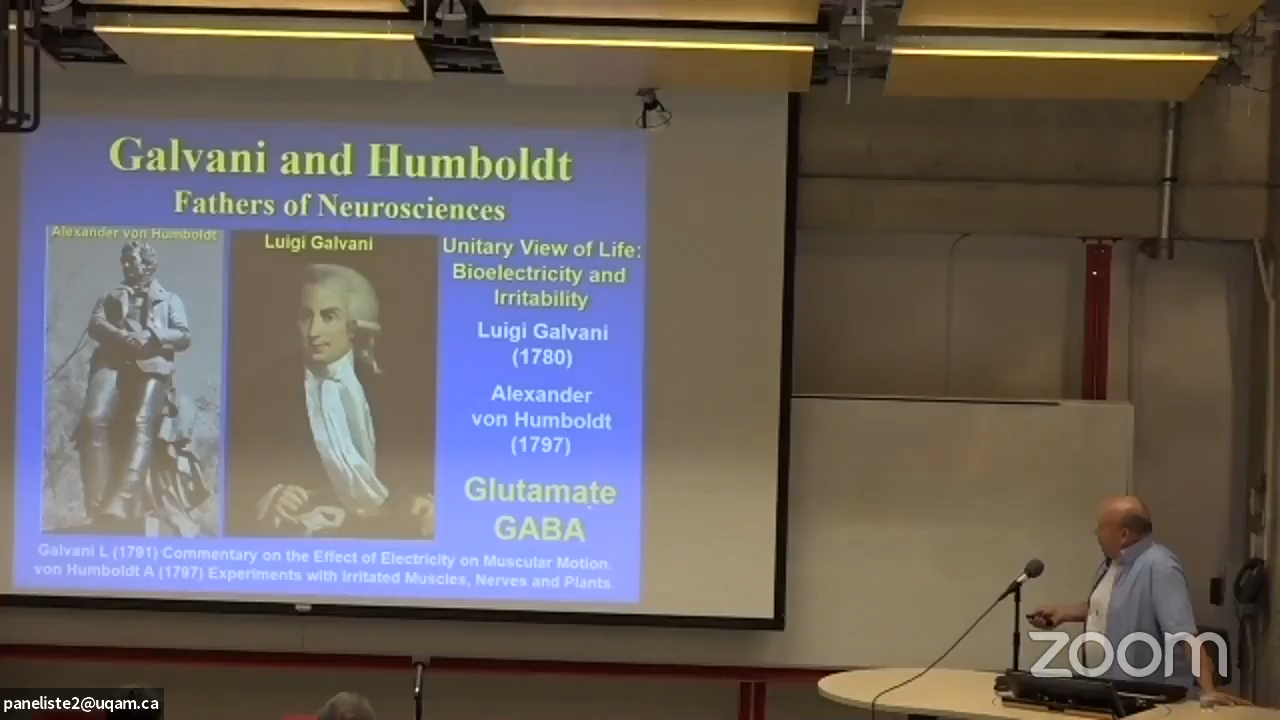 Galvani and Humboldt
Fathers of Neurosciences
Alexander von Humboldt
Luigi Galvani
Unitary View of Life:
Bioelectricity and
Irritability
Luigi Galvani
(1780)
Alexander
von Humboldt
(1797)
Glutamate
GABA
Galvani L (1791) Commentary on the Effect of Electricity on Muscular Motion.
von Humboldt A (1797) Experiments with Irritated Muscles, Nerves and Plants.
zoom
paneliste2@uqam.ca